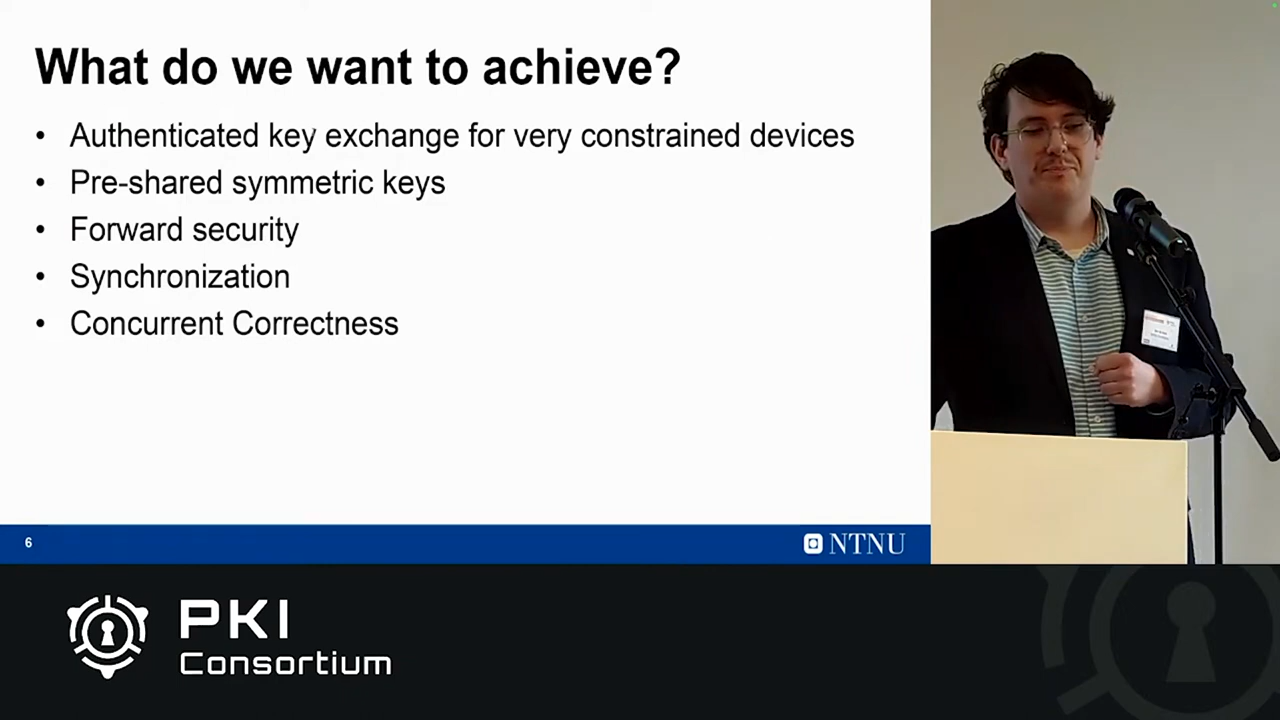 What do we want to achieve?
• Authenticated key exchange for very constrained devices
• Pre-shared symmetric keys
• Forward security
• Synchronization
• Concurrent Correctness
6
NTNU
PKI
Consortium